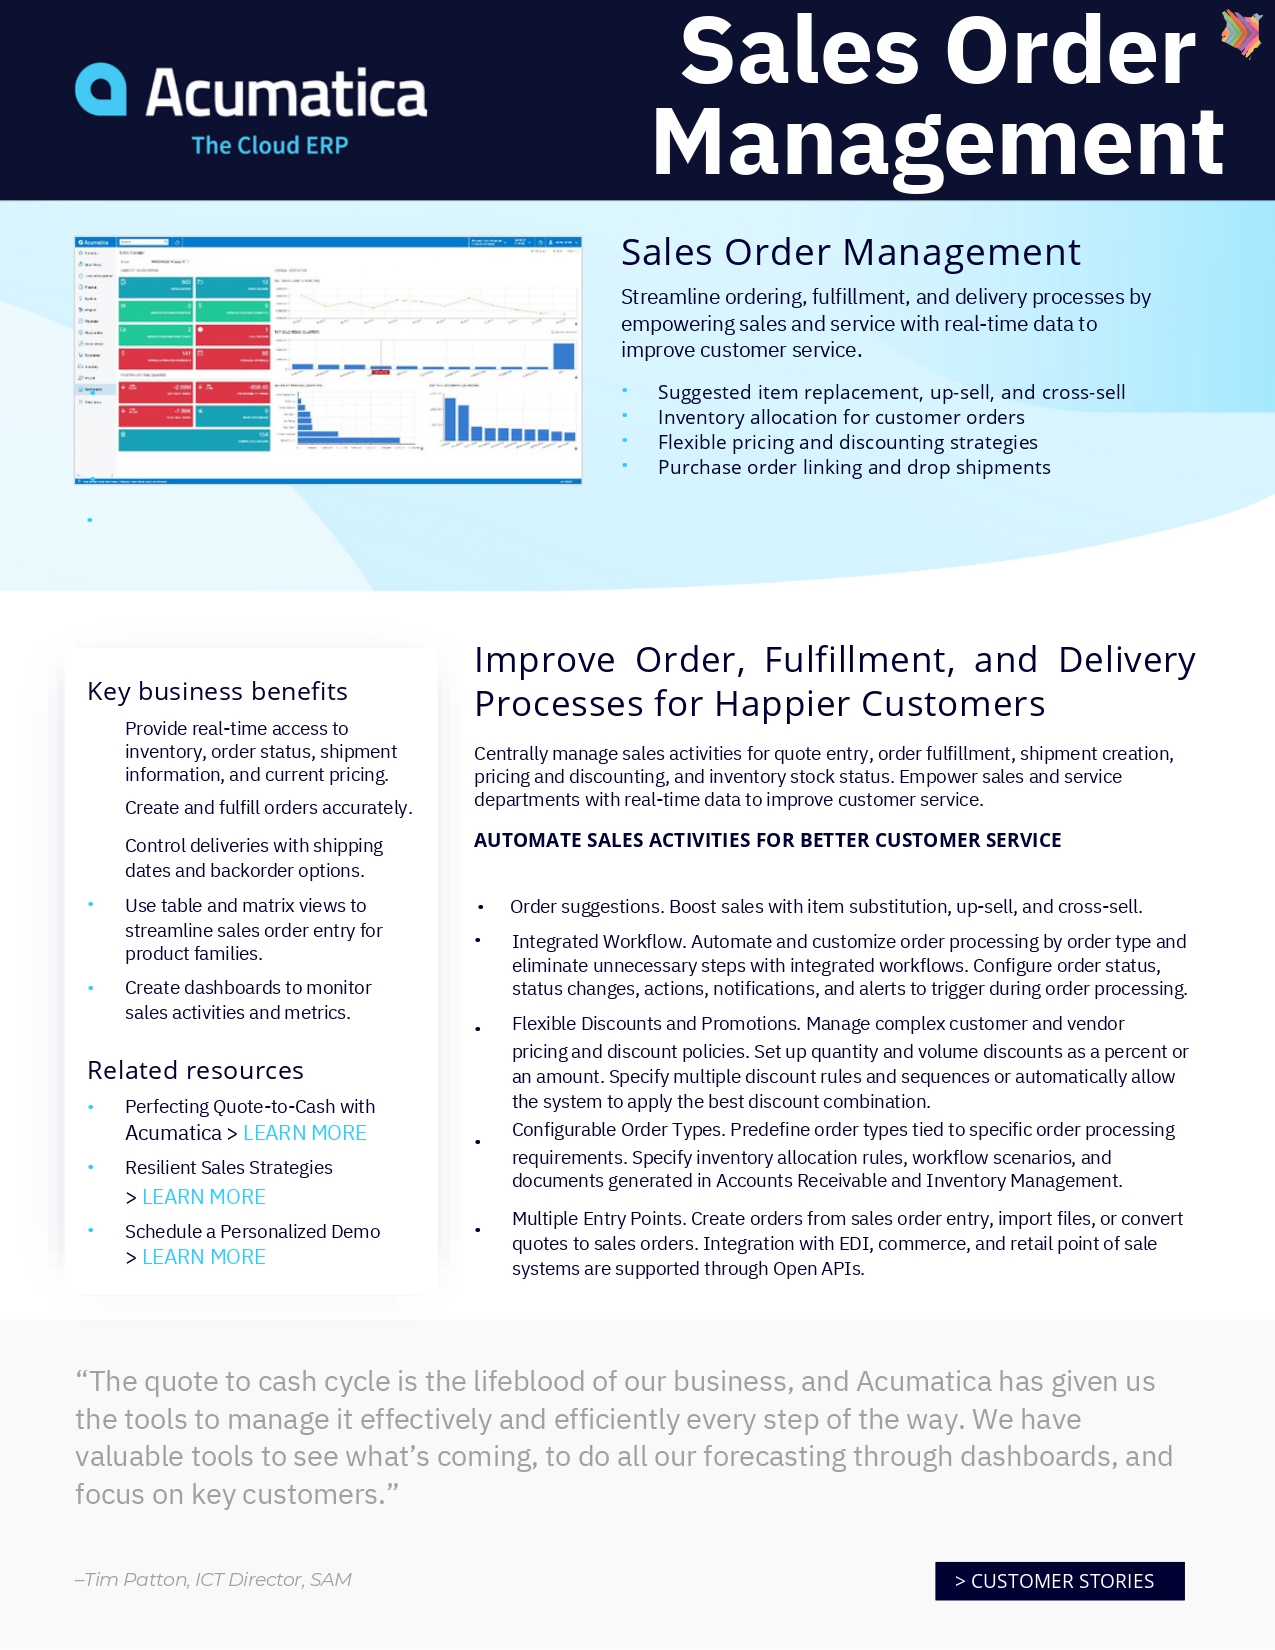 Sales Order
Management
Acumatica
The Cloud ERP
Sales Order Management
Streamline ordering, fulfillment, and delivery processes by
empowering sales and service with real-time data to
improve customer service.
• Suggested item replacement, up-sell, and cross-sell
• Inventory allocation for customer orders
• Flexible pricing and discounting strategies
• Purchase order linking and drop shipments
Key business benefits
Provide real-time access to
inventory, order status, shipment
information, and current pricing.
Create and fulfill orders accurately.
Control deliveries with shipping
dates and backorder options.
• Use table and matrix views to
streamline sales order entry for
product families.
• Create dashboards to monitor
sales activities and metrics.
Related resources
• Perfecting Quote-to-Cash with
Acumatica > LEARN MORE
• Resilient Sales Strategies
> LEARN MORE
• Schedule a Personalized Demo
> LEARN MORE
Improve Order, Fulfillment, and Delivery
Processes for Happier Customers
Centrally manage sales activities for quote entry, order fulfillment, shipment creation,
pricing and discounting, and inventory stock status. Empower sales and service
departments with real-time data to improve customer service.
AUTOMATE SALES ACTIVITIES FOR BETTER CUSTOMER SERVICE
• Order suggestions. Boost sales with item substitution, up-sell, and cross-sell.
• Integrated Workflow. Automate and customize order processing by order type and
eliminate unnecessary steps with integrated workflows. Configure order status,
status changes, actions, notifications, and alerts to trigger during order processing.
• Flexible Discounts and Promotions. Manage complex customer and vendor
pricing and discount policies. Set up quantity and volume discounts as a percent or
an amount. Specify multiple discount rules and sequences or automatically allow
the system to apply the best discount combination.
• Configurable Order Types. Predefine order types tied to specific order processing
requirements. Specify inventory allocation rules, workflow scenarios, and
documents generated in Accounts Receivable and Inventory Management.
• Multiple Entry Points. Create orders from sales order entry, import files, or convert
quotes to sales orders. Integration with EDI, commerce, and retail point of sale
systems are supported through Open APIs.
“The quote to cash cycle is the lifeblood of our business, and Acumatica has given us
the tools to manage it effectively and efficiently every step of the way. We have
valuable tools to see what’s coming, to do all our forecasting through dashboards, and
focus on key customers.”
–Tim Patton, ICT Director, SAM
> CUSTOMER STORIES